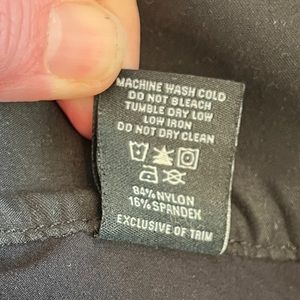 MACHINE WASH COLD
DO NOT BLEACH
TUMBLE DRY LOW
LOW IRON
DO NOT DRY CLEAN
84% NYLON
16% SPANDEX
EXCLUSIVE OF TRIM